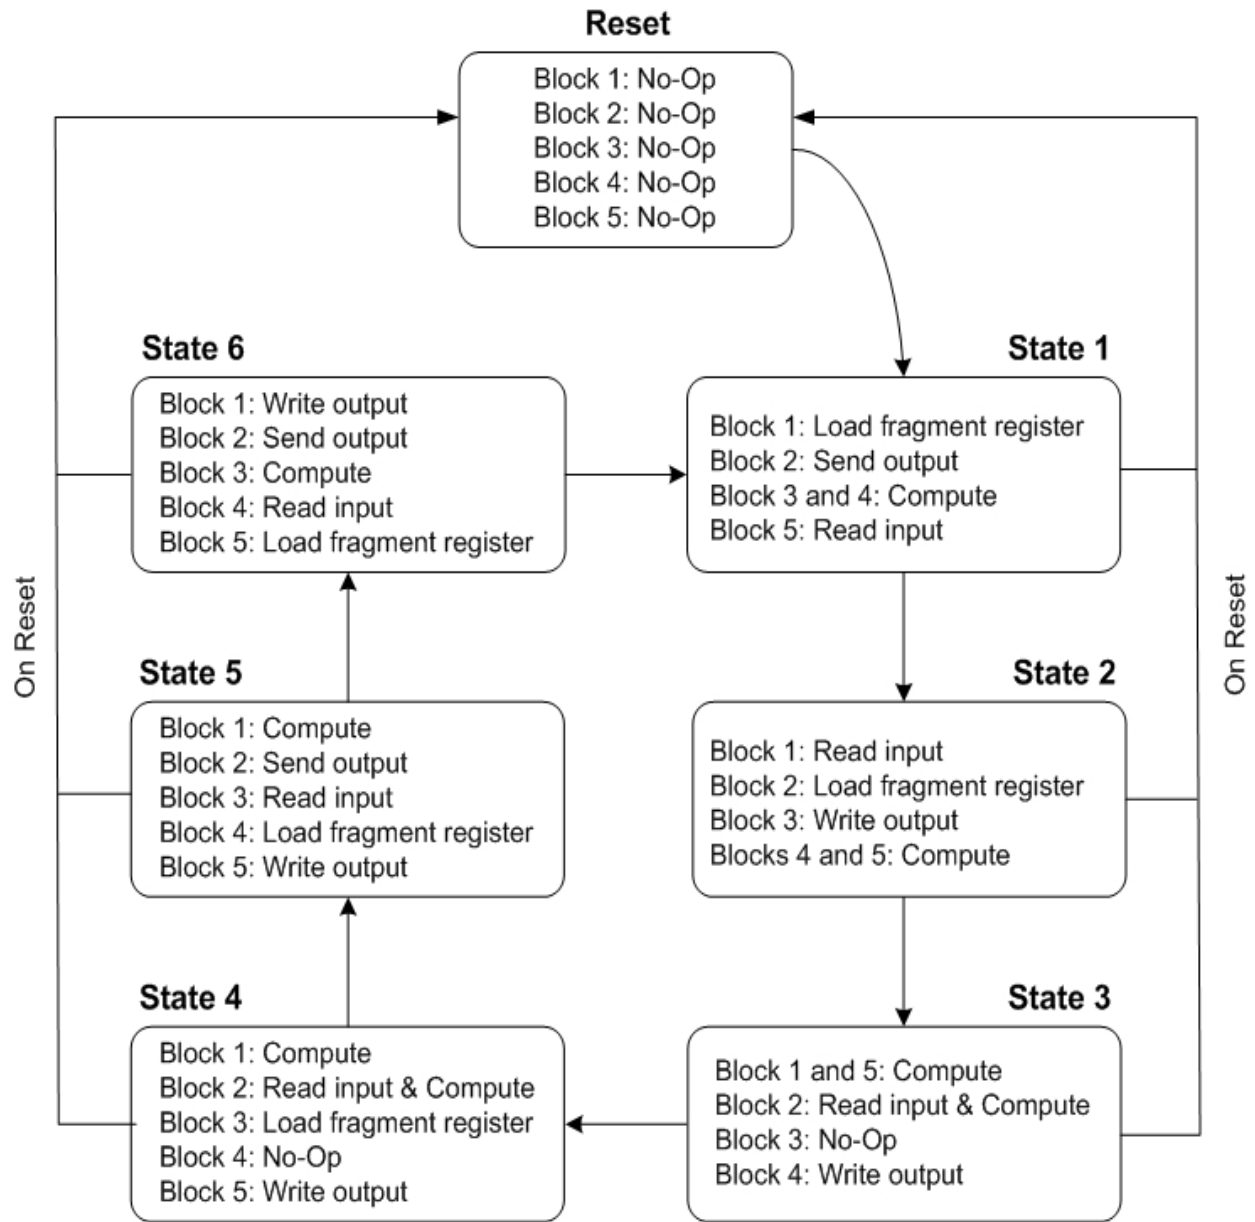 Reset
Block 1: No-Op
Block 2: No-Op
Block 3: No-Op
Block 4: No-Op
Block 5: No-Op
State 6
Block 1: Write output
Block 2: Send output
Block 3: Compute
Block 4: Read input
Block 5: Load fragment register
State 1
Block 1: Load fragment register
Block 2: Send output
Block 3 and 4: Compute
Block 5: Read input
On Reset
On Reset
State 5
Block 1: Compute
Block 2: Send output
Block 3: Read input
Block 4: Load fragment register
Block 5: Write output
State 2
Block 1: Read input
Block 2: Load fragment register
Block 3: Write output
Blocks 4 and 5: Compute
State 4
Block 1: Compute
Block 2: Read input & Compute
Block 3: Load fragment register
Block 4: No-Op
Block 5: Write output
State 3
Block 1 and 5: Compute
Block 2: Read input & Compute
Block 3: No-Op
Block 4: Write output